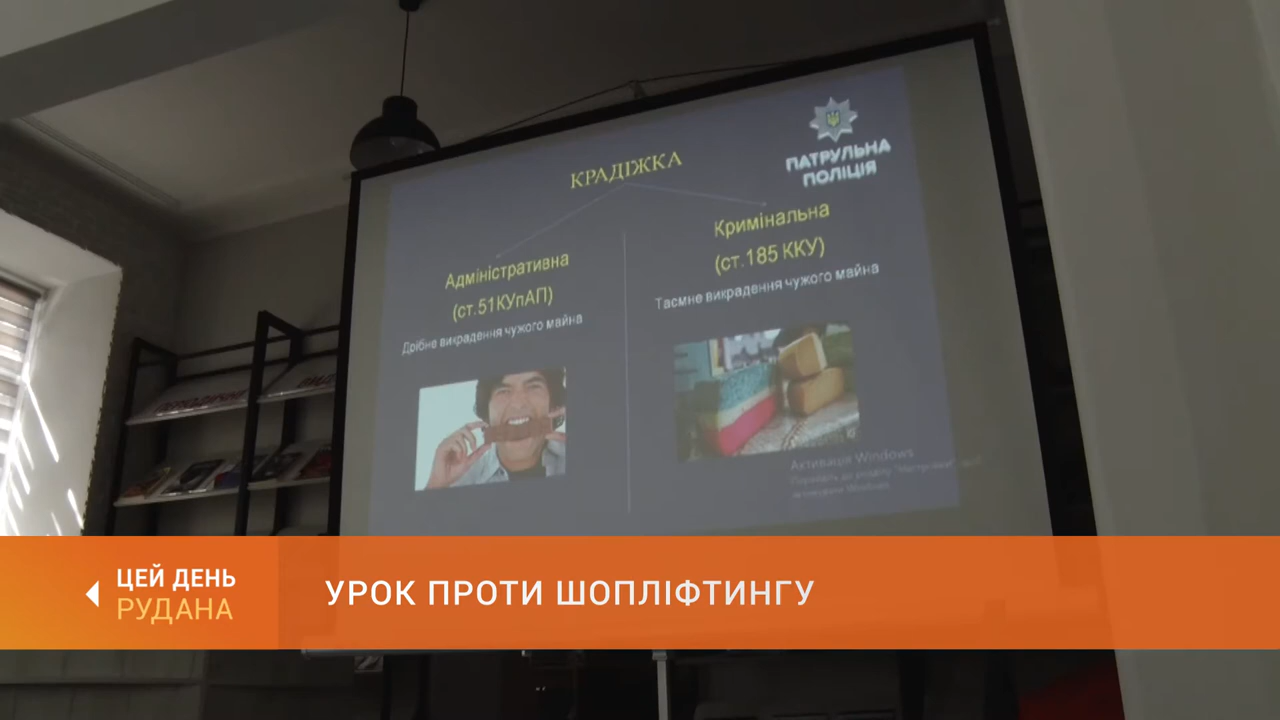 КРАДІЖКА
ПАТРУЛЬНА
ПОЛІЦІЯ
Адміністративна
(ст.51КУпАП)
Дрібне викрадення чужого майна
Кримінальна
(ст.185 ККУ)
Таємне викрадення чужого майна
Активація Windows
ЦЕЙ ДЕНЬ
РУДАНА
УРОК ПРОТИ ШОПЛІФТИНГУ